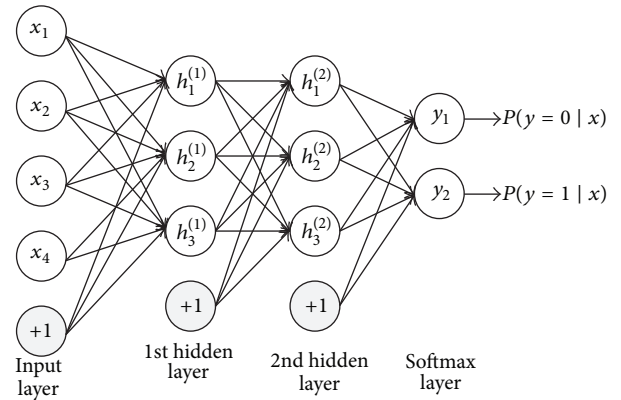 x₁
x₂
x₃
x₄
+1
Input
layer
h₁⁽¹⁾
h₂⁽¹⁾
h₃⁽¹⁾
+1
1st hidden
layer
h₁⁽²⁾
h₂⁽²⁾
h₃⁽²⁾
+1
2nd hidden
layer
y₁
y₂
Softmax
layer
P(y = 0 | x)
P(y = 1 | x)